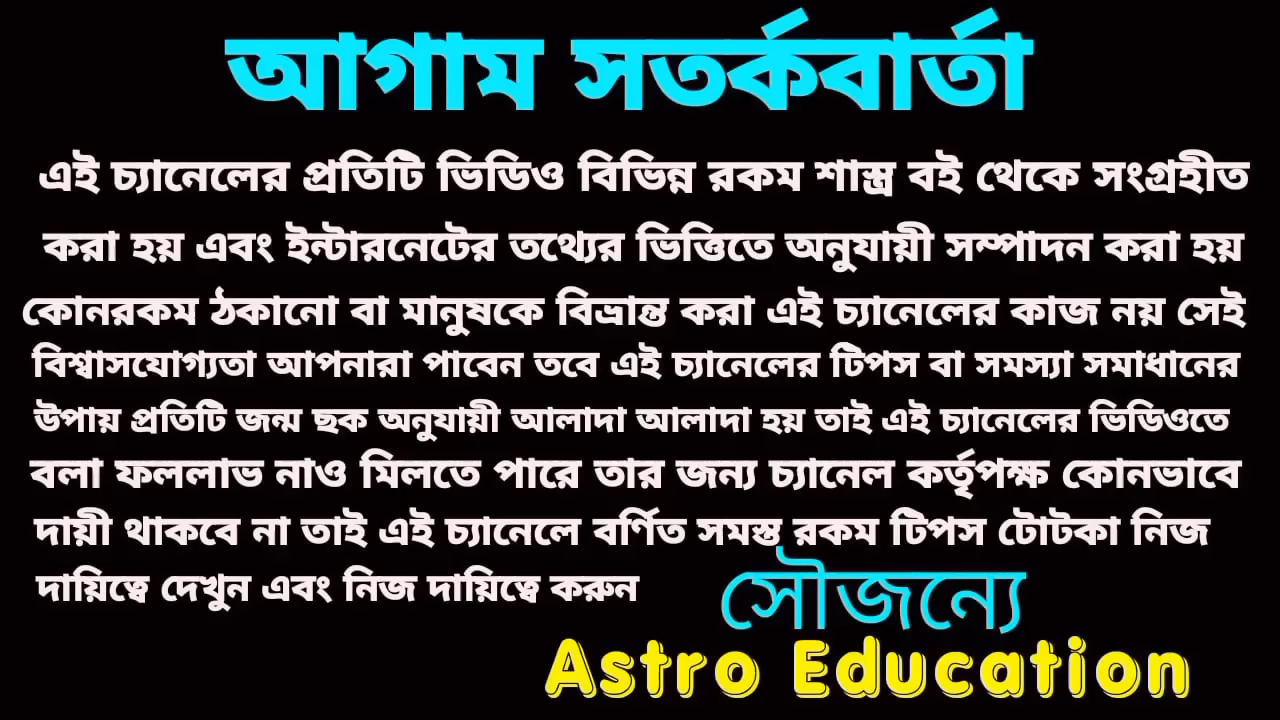 আগাম সতর্কবার্তা
এই চ্যানেলের প্রতিটি ভিডিও বিভিন্ন রকম শাস্ত্র বই থেকে সংগ্রহীত
করা হয় এবং ইন্টারনেটের তথ্যের ভিত্তিতে অনুযায়ী সম্পাদন করা হয়
কোনরকম ঠকানো বা মানুষকে বিভ্রান্ত করা এই চ্যানেলের কাজ নয় সেই
বিশ্বাসযোগ্যতা আপনারা পাবেন তবে এই চ্যানেলের টিপস বা সমস্যা সমাধানের
উপায় প্রতিটি জন্ম ছক অনুযায়ী আলাদা আলাদা হয় তাই এই চ্যানেলের ভিডিওতে
বলা ফললাভ নাও মিলতে পারে তার জন্য চ্যানেল কর্তৃপক্ষ কোনভাবে
দায়ী থাকবে না তাই এই চ্যানেলে বর্ণিত সমস্ত রকম টিপস টোটকা নিজ
দায়িত্বে দেখুন এবং নিজ দায়িত্বে করুন
সৌজন্যে
Astro Education